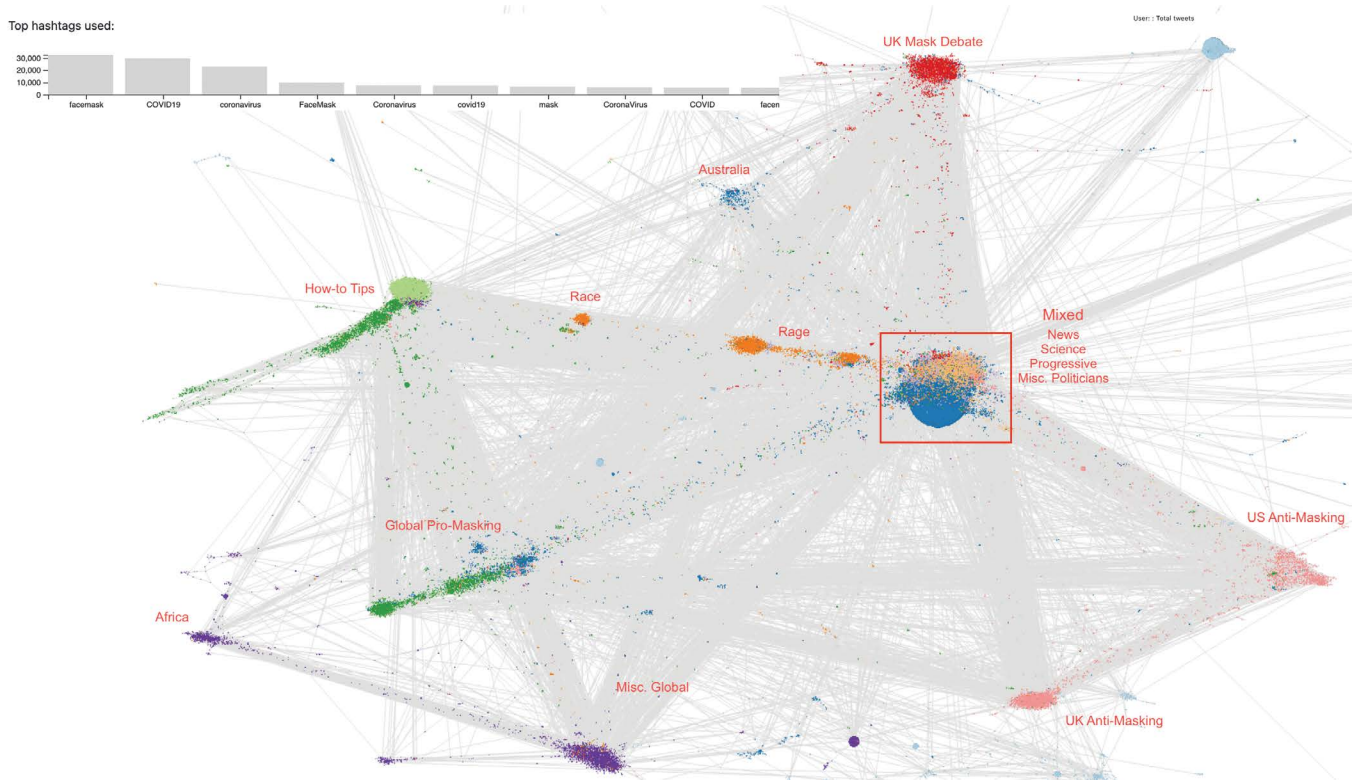 Top hashtags used:
User: : Total tweets
30,000
20,000
10,000
0
facemask
COVID19
coronavirus
FaceMask
Coronavirus
covid19
mask
CoronaVirus
COVID
facem
UK Mask Debate
Australia
How-to Tips
Race
Rage
Mixed
News
Science
Progressive
Misc. Politicians
Global Pro-Masking
US Anti-Masking
Africa
Misc. Global
UK Anti-Masking